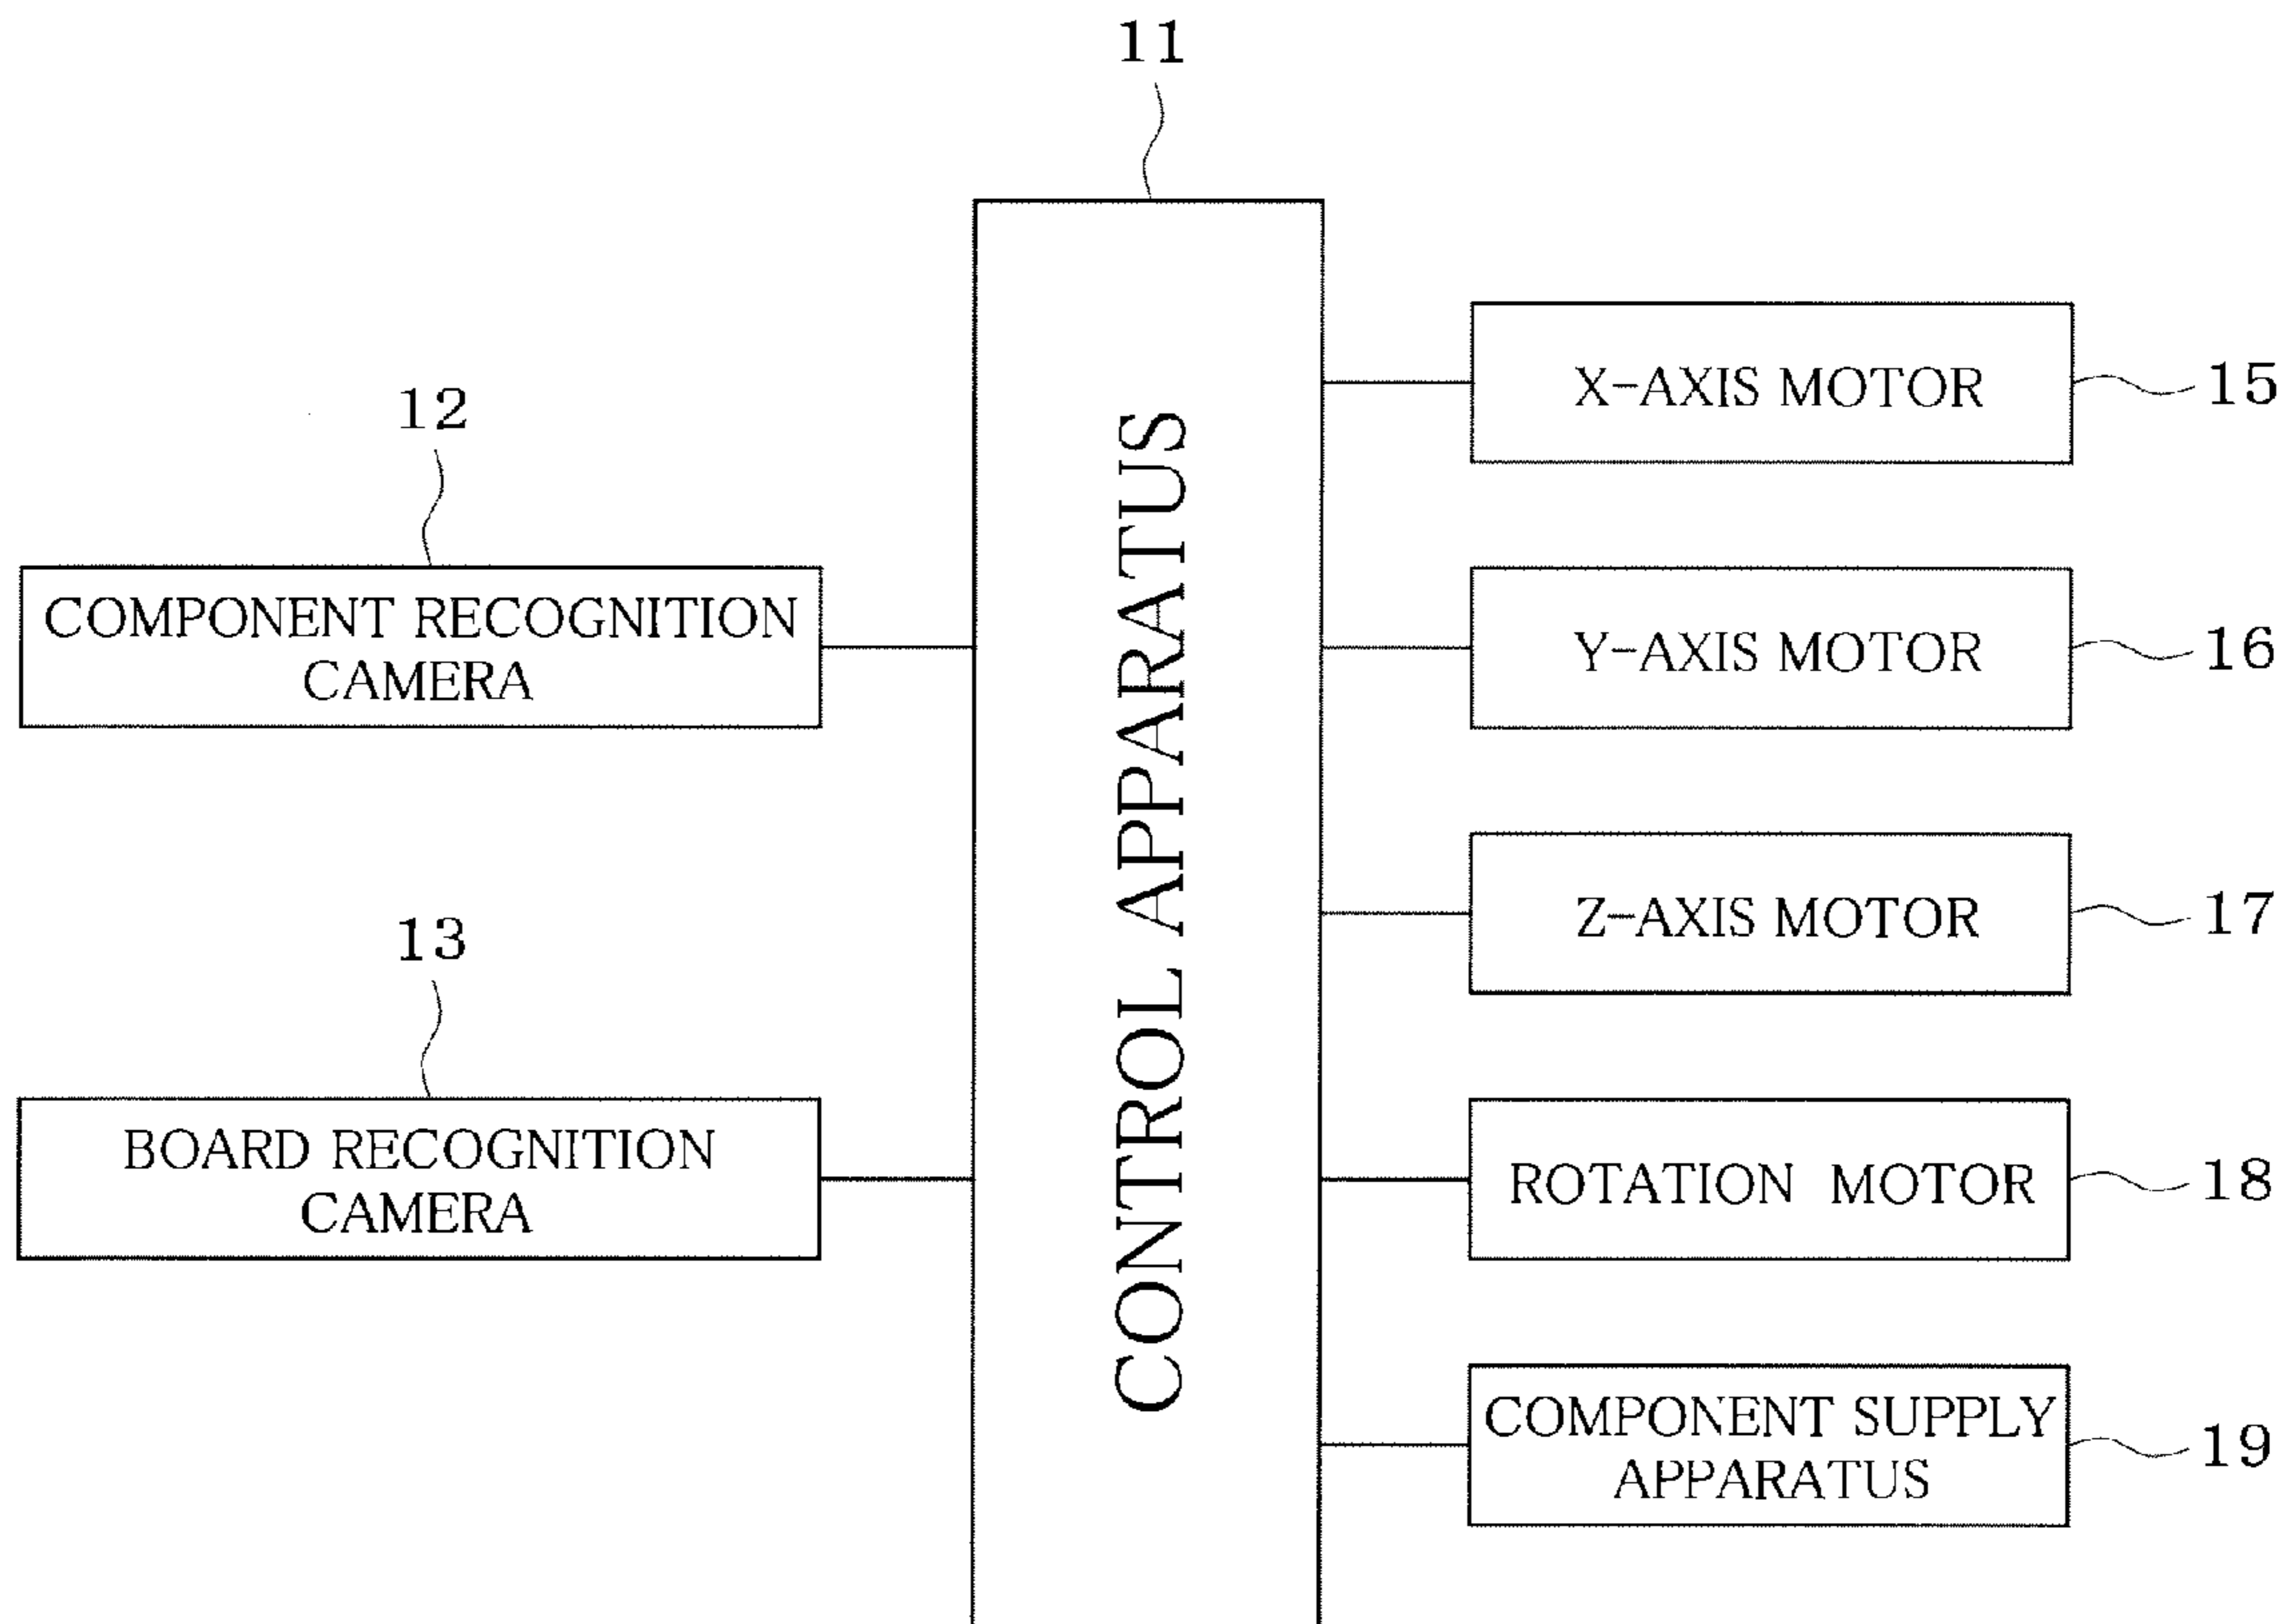 11
CONTROL APPARATUS
12
COMPONENT RECOGNITION
CAMERA
13
BOARD RECOGNITION
CAMERA
X-AXIS MOTOR
15
Y-AXIS MOTOR
16
Z-AXIS MOTOR
17
ROTATION MOTOR
18
COMPONENT SUPPLY
APPARATUS
19